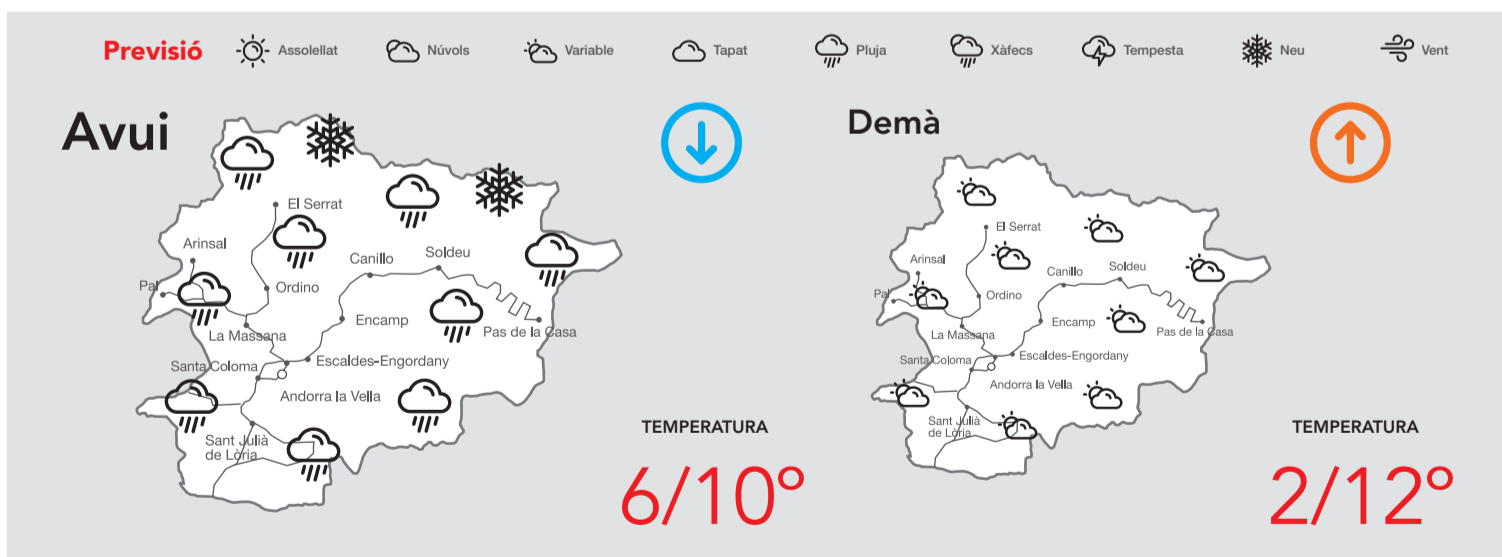 Previsió
Assolellat
Núvols
Variable
Tapat
Pluja
Xàfecs
Tempesta
Neu
Vent
Avui
El Serrat
Arinsal
Canillo
Soldeu
Pal
Ordino
Encamp
La Massana
Pas de la Casa
Santa Coloma
Escaldes-Engordany
Andorra la Vella
Sant Julià
de Lòria
TEMPERATURA
6/10º
Demà
El Serrat
Arinsal
Canillo
Soldeu
Pal
Ordino
Encamp
La Massana
Pas de la Casa
Santa Coloma
Escaldes-Engordany
Andorra la Vella
Sant Julià
de Lòria
TEMPERATURA
2/12º